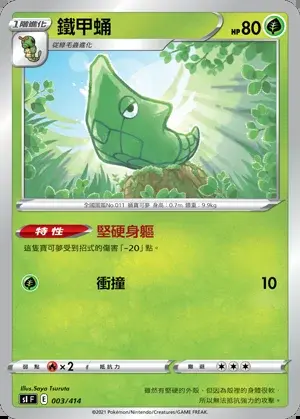 1階進化
鐵甲蛹
HP80
從綠毛蟲進化
全國圖鑑No.011 蛹寶可夢 身高：0.7m 體重：9.9kg
特性 堅硬身軀
這隻寶可夢受到招式的傷害「-20」點。
衝撞 10
弱點 ×2 抵抗力 撤退
Illus.Saya Tsuruta
雖然有堅硬的外殼，但因為殼裡的身體很軟，
所以無法抵抗強力的攻擊。
s1F E 003/414
©2021 Pokémon/Nintendo/Creatures/GAME FREAK.